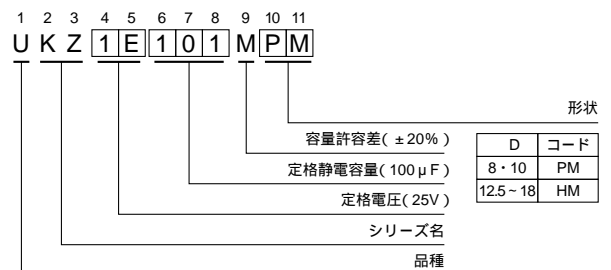 1 2 3 4 5 6 7 8 9 10 11
U K Z 1 E 1 0 1 M P M
形状
容量許容差( ±20% )
定格静電容量( 100 μ F )
定格電圧( 25V )
シリーズ名
品種
D コード
8・10 PM
12.5~18 HM